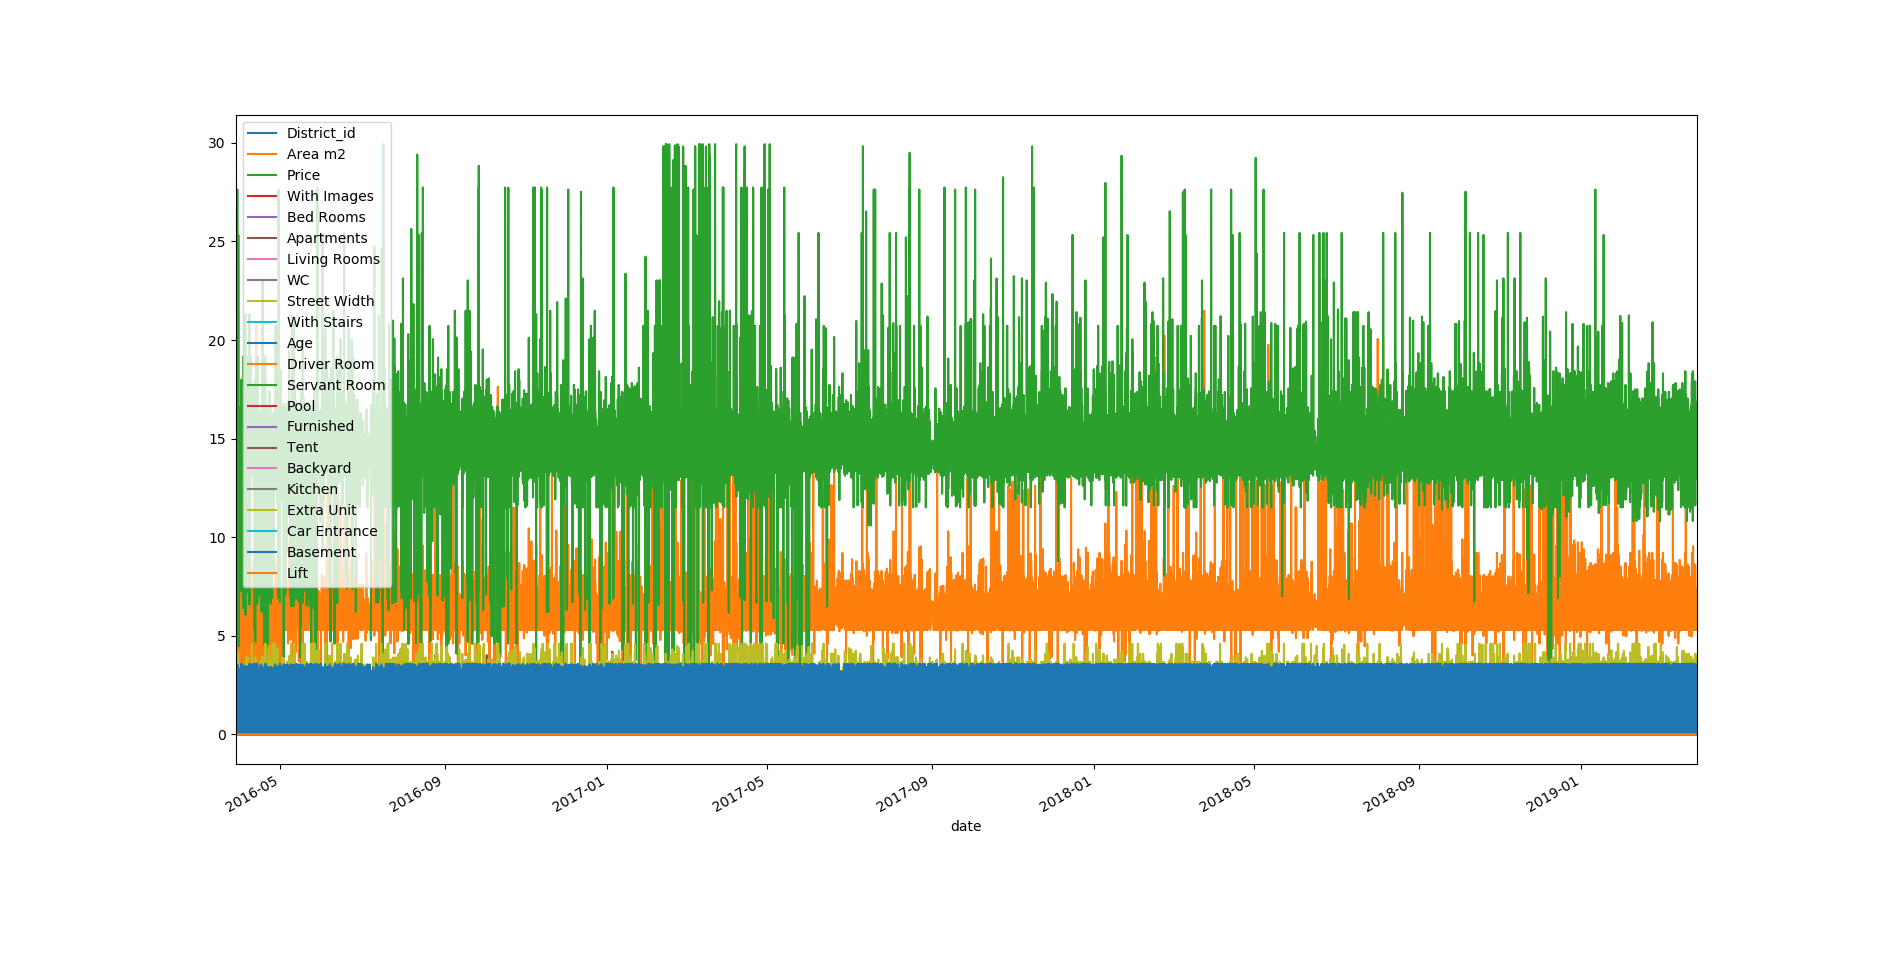 30
25
20
15
10
5
0
District_id
Area m2
Price
With Images
Bed Rooms
Apartments
Living Rooms
WC
Street Width
With Stairs
Age
Driver Room
Servant Room
Pool
Furnished
Tent
Backyard
Kitchen
Extra Unit
Car Entrance
Basement
Lift
2016-05
2016-09
2017-01
2017-05
2017-09
2018-01
2018-05
2018-09
2019-01
date